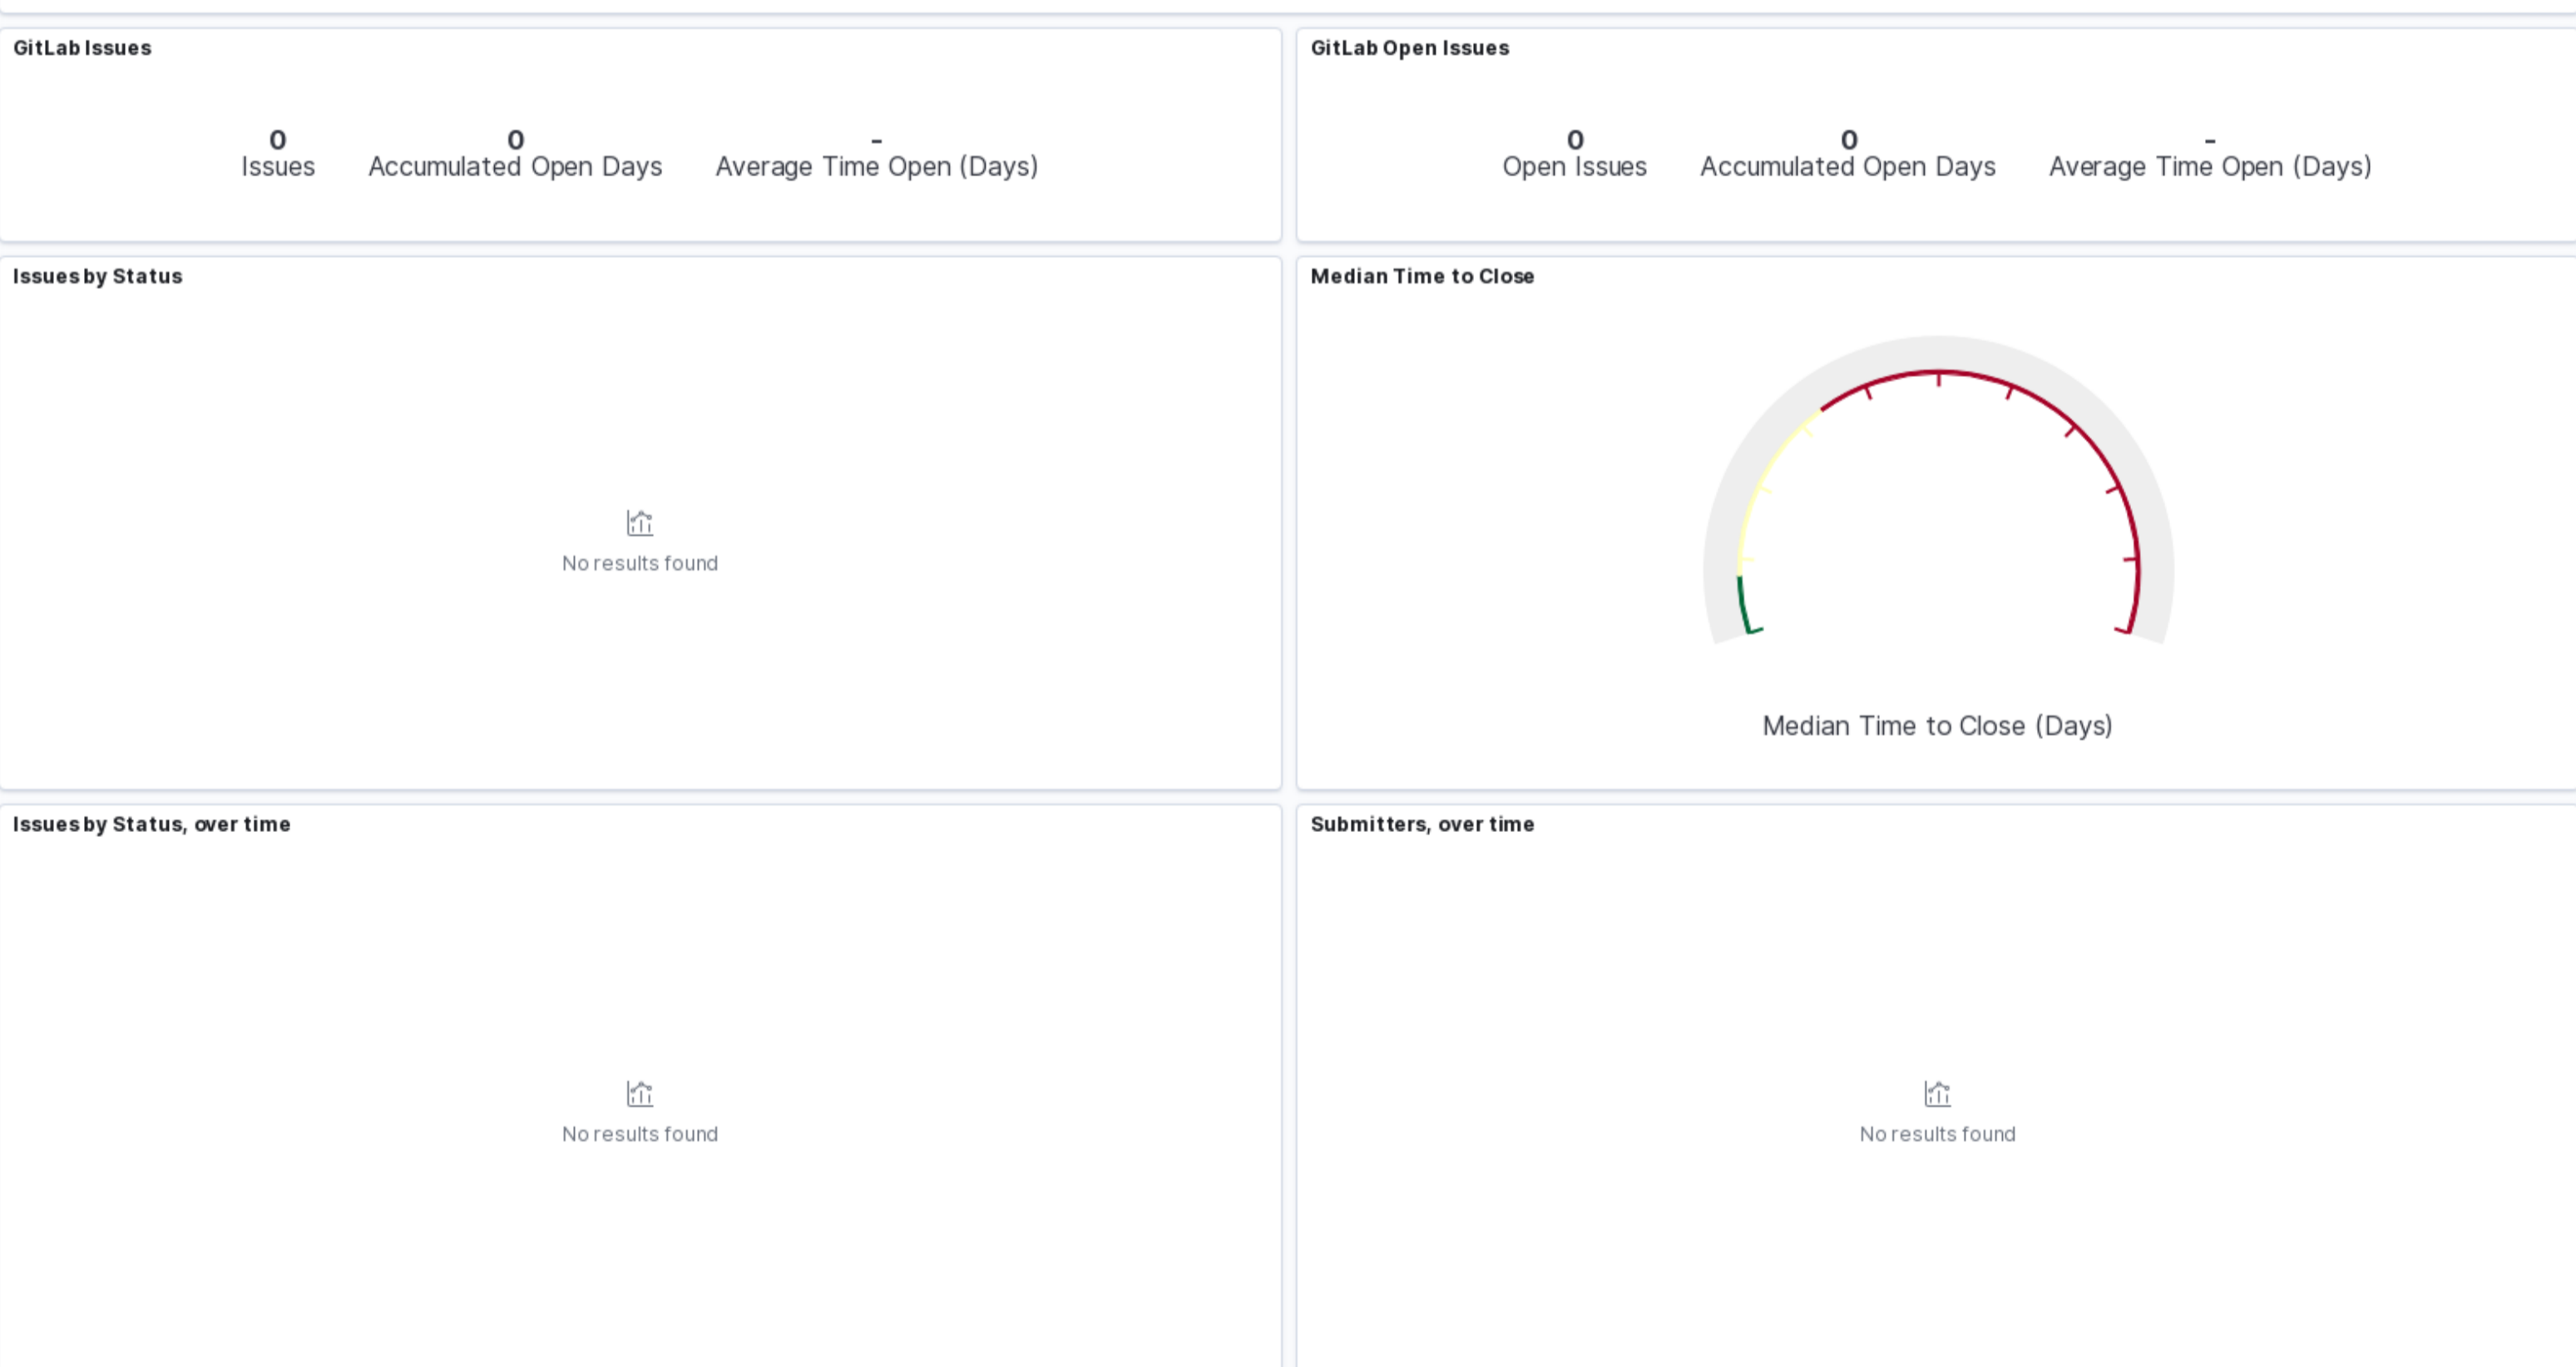 GitLab Issues
0
Issues
0
Accumulated Open Days
-
Average Time Open (Days)
GitLab Open Issues
0
Open Issues
0
Accumulated Open Days
-
Average Time Open (Days)
Issues by Status
No results found
Median Time to Close
Median Time to Close (Days)
Issues by Status, over time
No results found
Submitters, over time
No results found